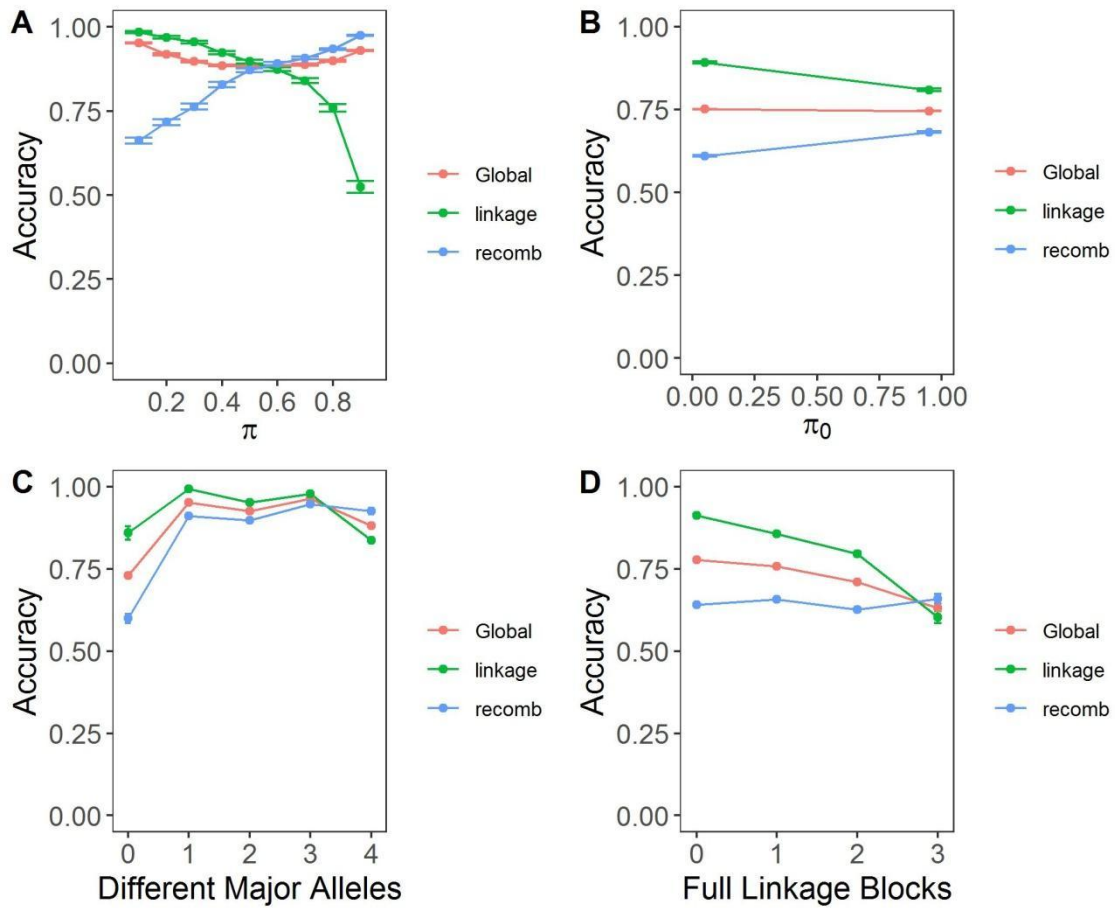 A
Accuracy
1.00
0.75
0.50
0.25
0.00
0.2 0.4 0.6 0.8
π
Global
linkage
recomb
B
Accuracy
1.00
0.75
0.50
0.25
0.00
0.00 0.25 0.50 0.75 1.00
π₀
Global
linkage
recomb
C
Accuracy
1.00
0.75
0.50
0.25
0.00
0 1 2 3 4
Different Major Alleles
Global
linkage
recomb
D
Accuracy
1.00
0.75
0.50
0.25
0.00
0 1 2 3
Full Linkage Blocks
Global
linkage
recomb